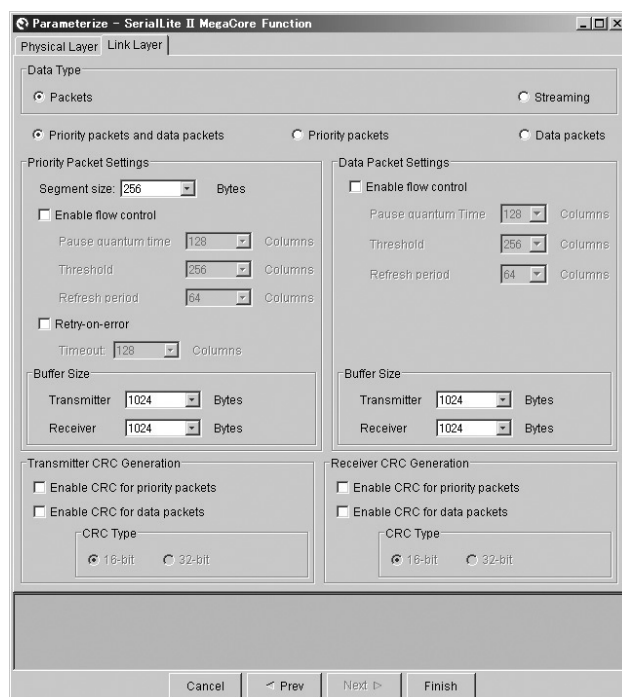 Parameterize - SerialLite II MegaCore Function
Physical Layer Link Layer
Data Type
Packets Streaming
Priority packets and data packets Priority packets Data packets
Priority Packet Settings
Segment size: 256 Bytes
Enable flow control
Pause quantum time 128 Columns
Threshold 256 Columns
Refresh period 64 Columns
Retry-on-error
Timeout: 128 Columns
Buffer Size
Transmitter 1024 Bytes
Receiver 1024 Bytes
Data Packet Settings
Enable flow control
Pause quantum Time 128 Columns
Threshold 256 Columns
Refresh period 64 Columns
Buffer Size
Transmitter 1024 Bytes
Receiver 1024 Bytes
Transmitter CRC Generation
Enable CRC for priority packets
Enable CRC for data packets
CRC Type
16-bit 32-bit
Receiver CRC Generation
Enable CRC for priority packets
Enable CRC for data packets
CRC Type
16-bit 32-bit
Cancel Prev Next Finish